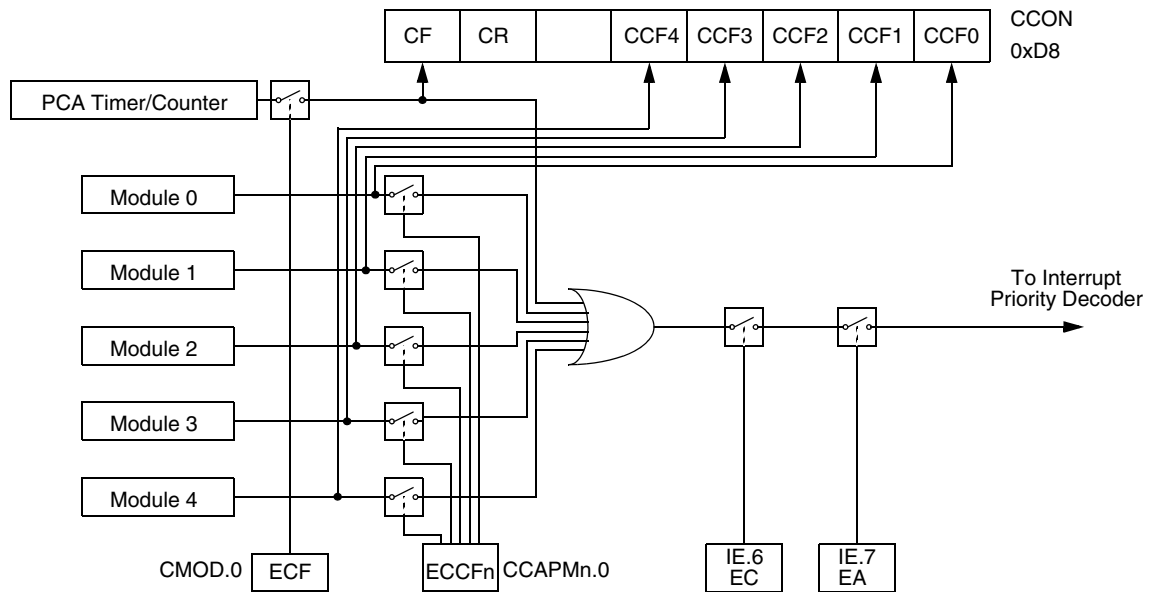 CF CR CCF4 CCF3 CCF2 CCF1 CCF0 CCON
0xD8
PCA Timer/Counter
Module 0
Module 1
Module 2
Module 3
Module 4
To Interrupt
Priority Decoder
CMOD.0 ECF ECCFn CCAPMn.0
IE.6
EC
IE.7
EA